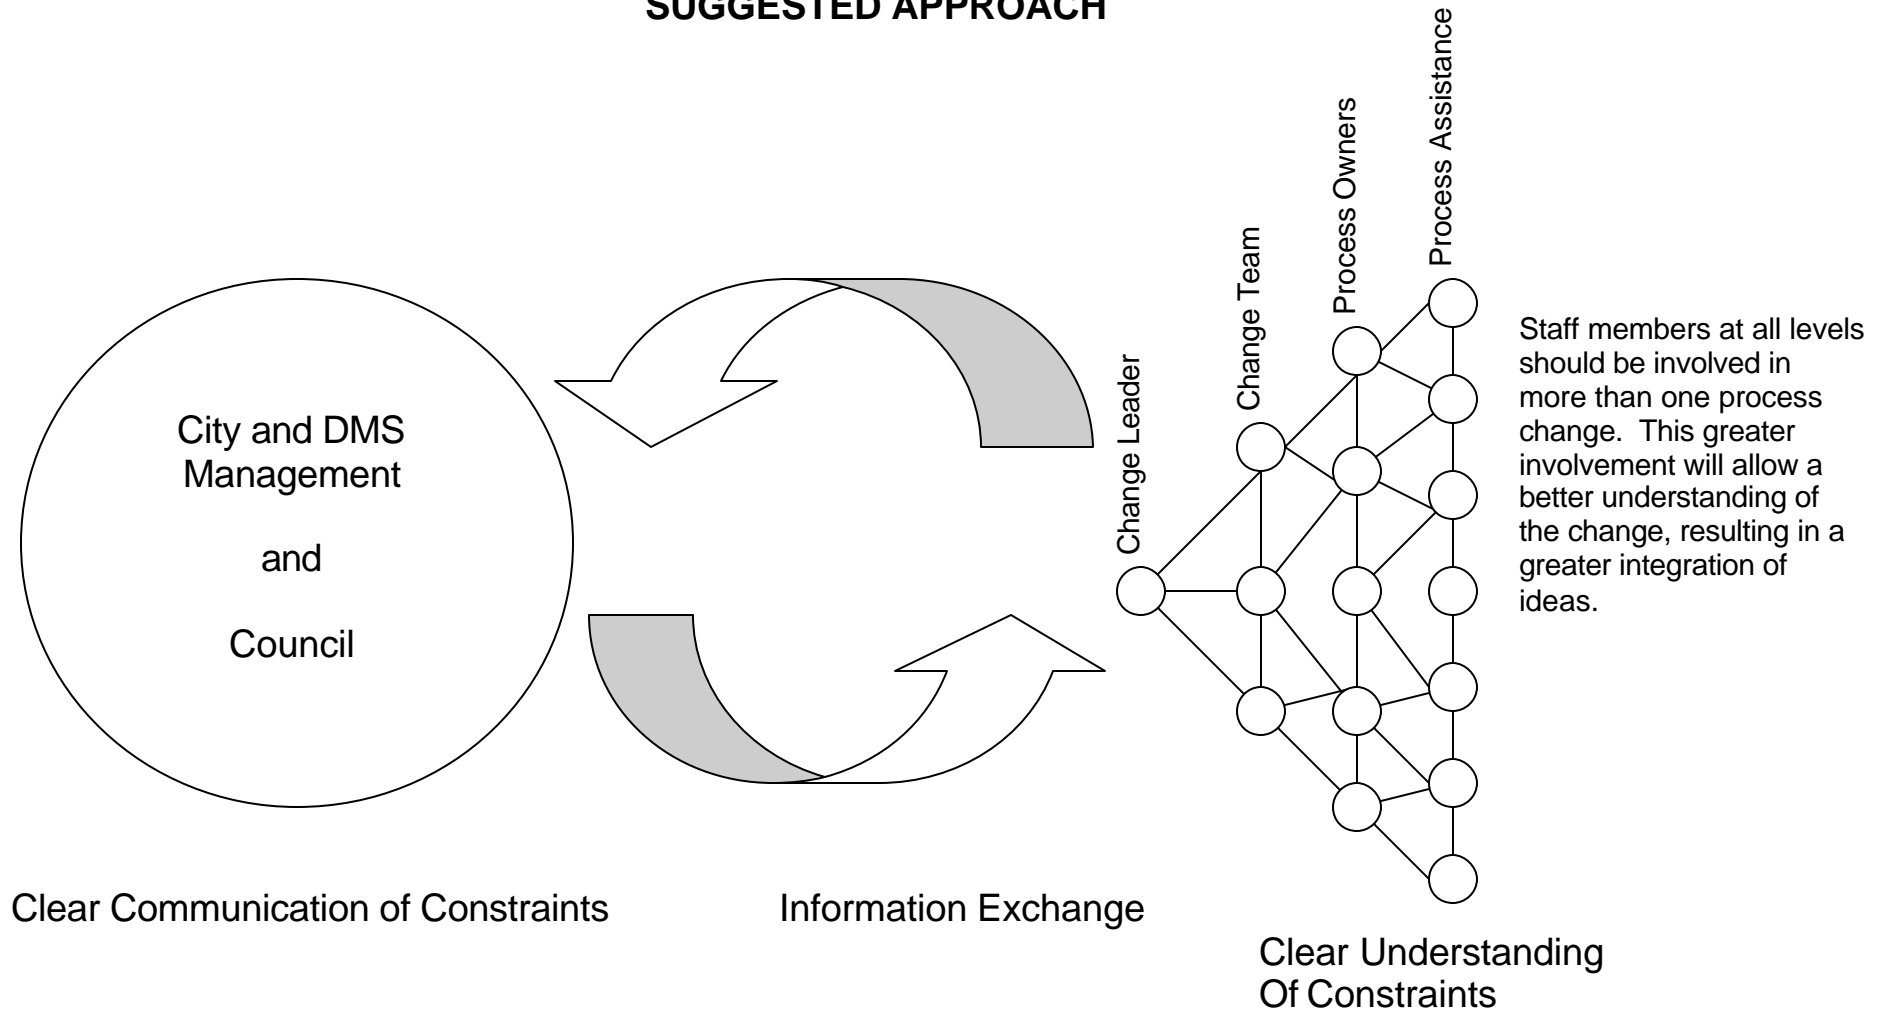 SUGGESTED APPROACH
City and DMS
Management
and
Council
Change Leader
Change Team
Process Owners
Process Assistance
Staff members at all levels
should be involved in
more than one process
change.  This greater
involvement will allow a
better understanding of
the change, resulting in a
greater integration of
ideas.
Clear Communication of Constraints
Information Exchange
Clear Understanding
Of Constraints